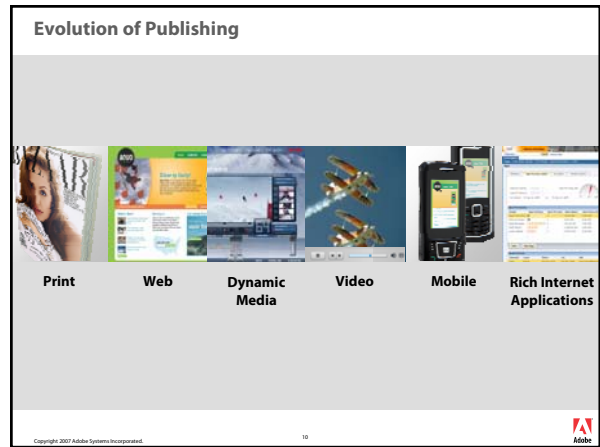 Evolution of Publishing
Print
Web
Dynamic
Media
Video
Mobile
Rich Internet
Applications
Copyright 2007 Adobe Systems Incorporated.
10
Adobe